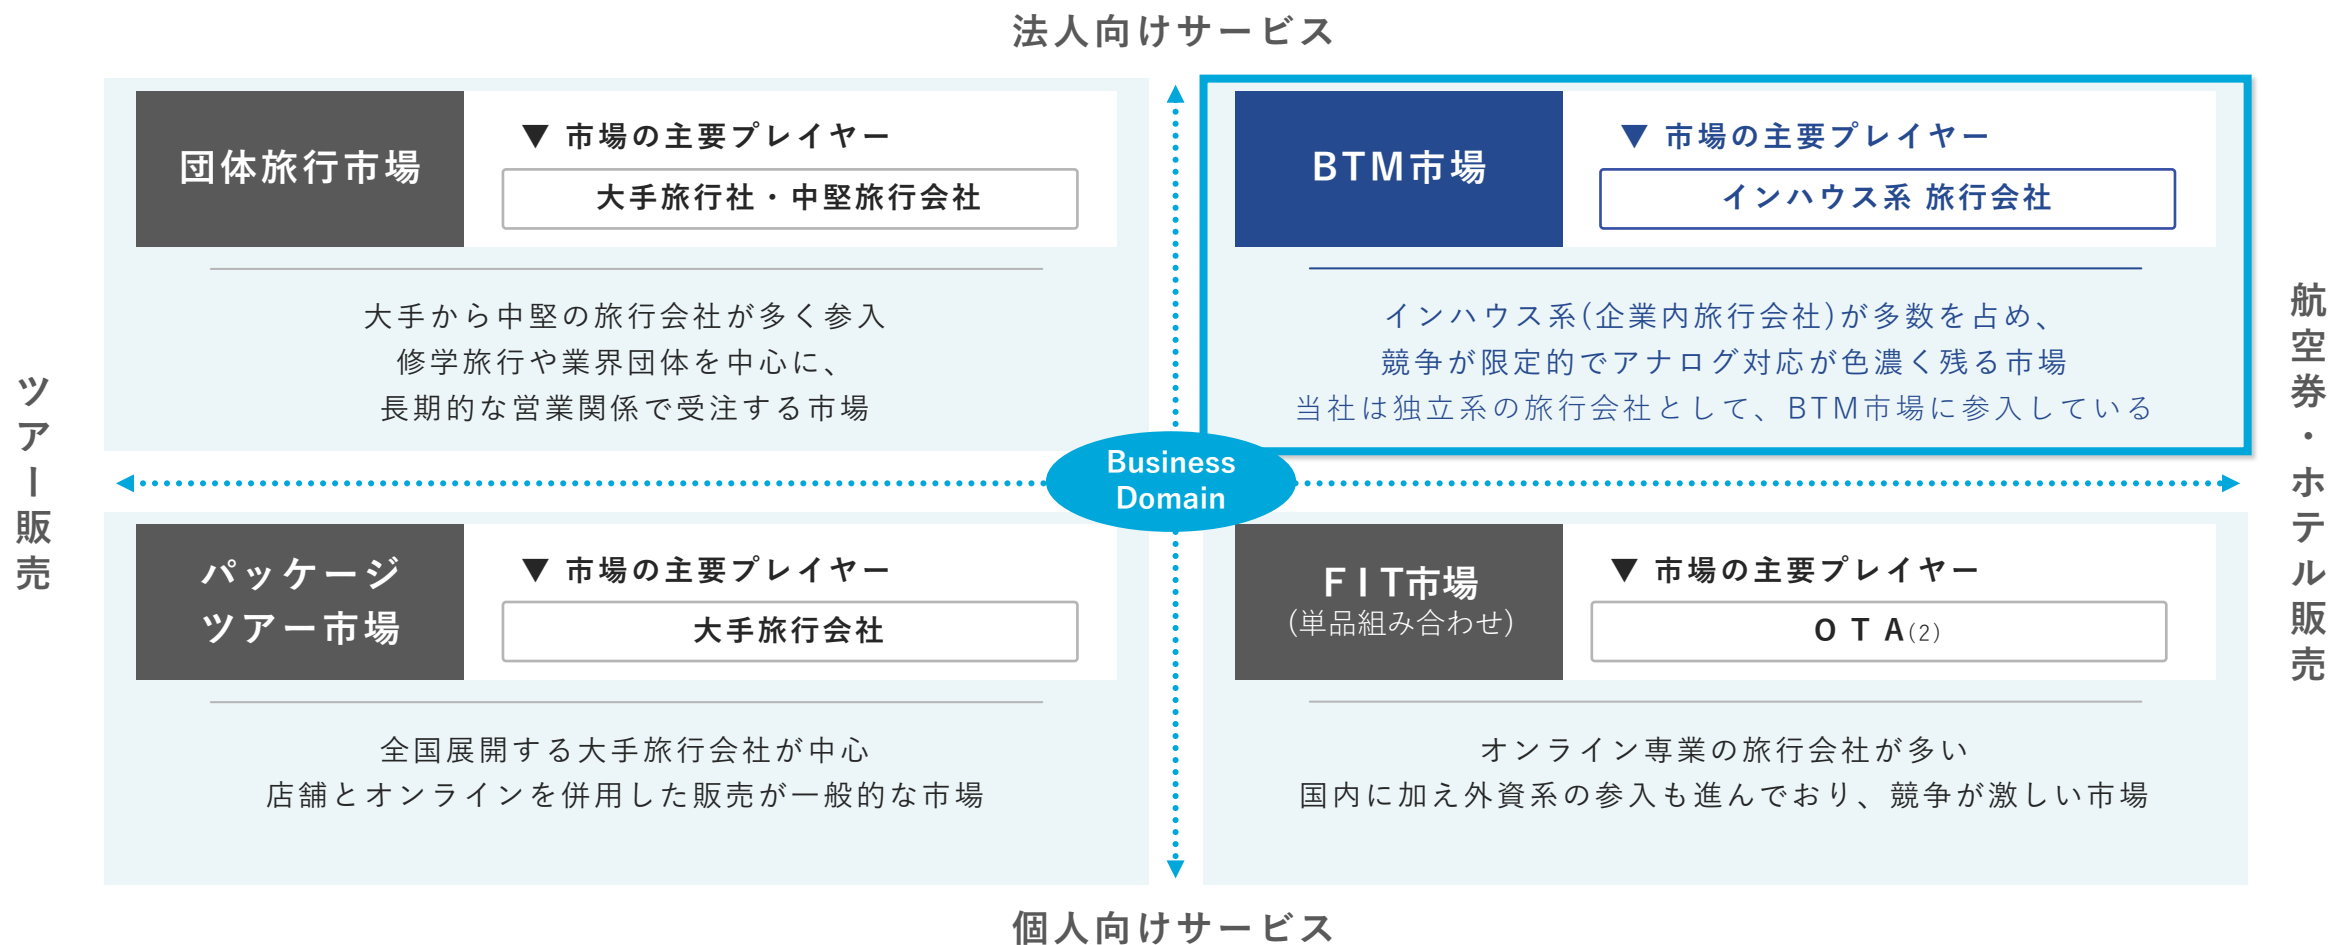 法人向けサービス
団体旅行市場
▼ 市場の主要プレイヤー
大手旅行社・中堅旅行会社
大手から中堅の旅行会社が多く参入
修学旅行や業界団体を中心に、
長期的な営業関係で受注する市場
BTM市場
▼ 市場の主要プレイヤー
インハウス系 旅行会社
インハウス系(企業内旅行会社)が多数を占め、
競争が限定的でアナログ対応が色濃く残る市場
当社は独立系の旅行会社として、BTM市場に参入している
ツアー販売
Business
Domain
航空券・ホテル販売
パッケージ
ツアー市場
▼ 市場の主要プレイヤー
大手旅行会社
全国展開する大手旅行会社が中心
店舗とオンラインを併用した販売が一般的な市場
FIT市場
(単品組み合わせ)
▼ 市場の主要プレイヤー
OTA(2)
オンライン専業の旅行会社が多い
国内に加え外資系の参入も進んでおり、競争が激しい市場
個人向けサービス